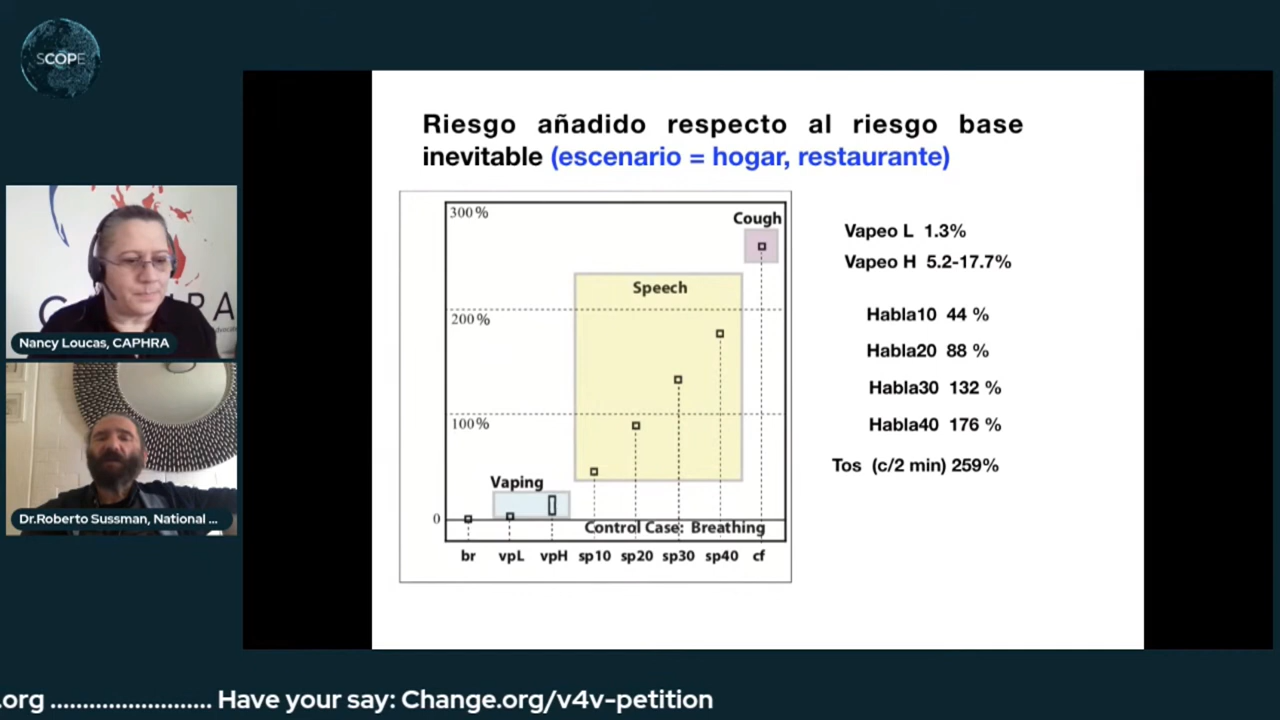 SCOPE
Riesgo añadido respecto al riesgo base
inevitable (escenario = hogar, restaurante)
300%
Cough
Speech
200%
100%
Vaping
0
Control Case: Breathing
br vpL vpH sp10 sp20 sp30 sp40 cf
Vapeo L 1.3%
Vapeo H 5.2-17.7%
Habla10 44 %
Habla20 88 %
Habla30 132 %
Habla40 176 %
Tos (c/2 min) 259%
Nancy Loucas, CAPHRA
Dr.Roberto Sussman, National ...
.org ......................... Have your say: Change.org/v4v-petition